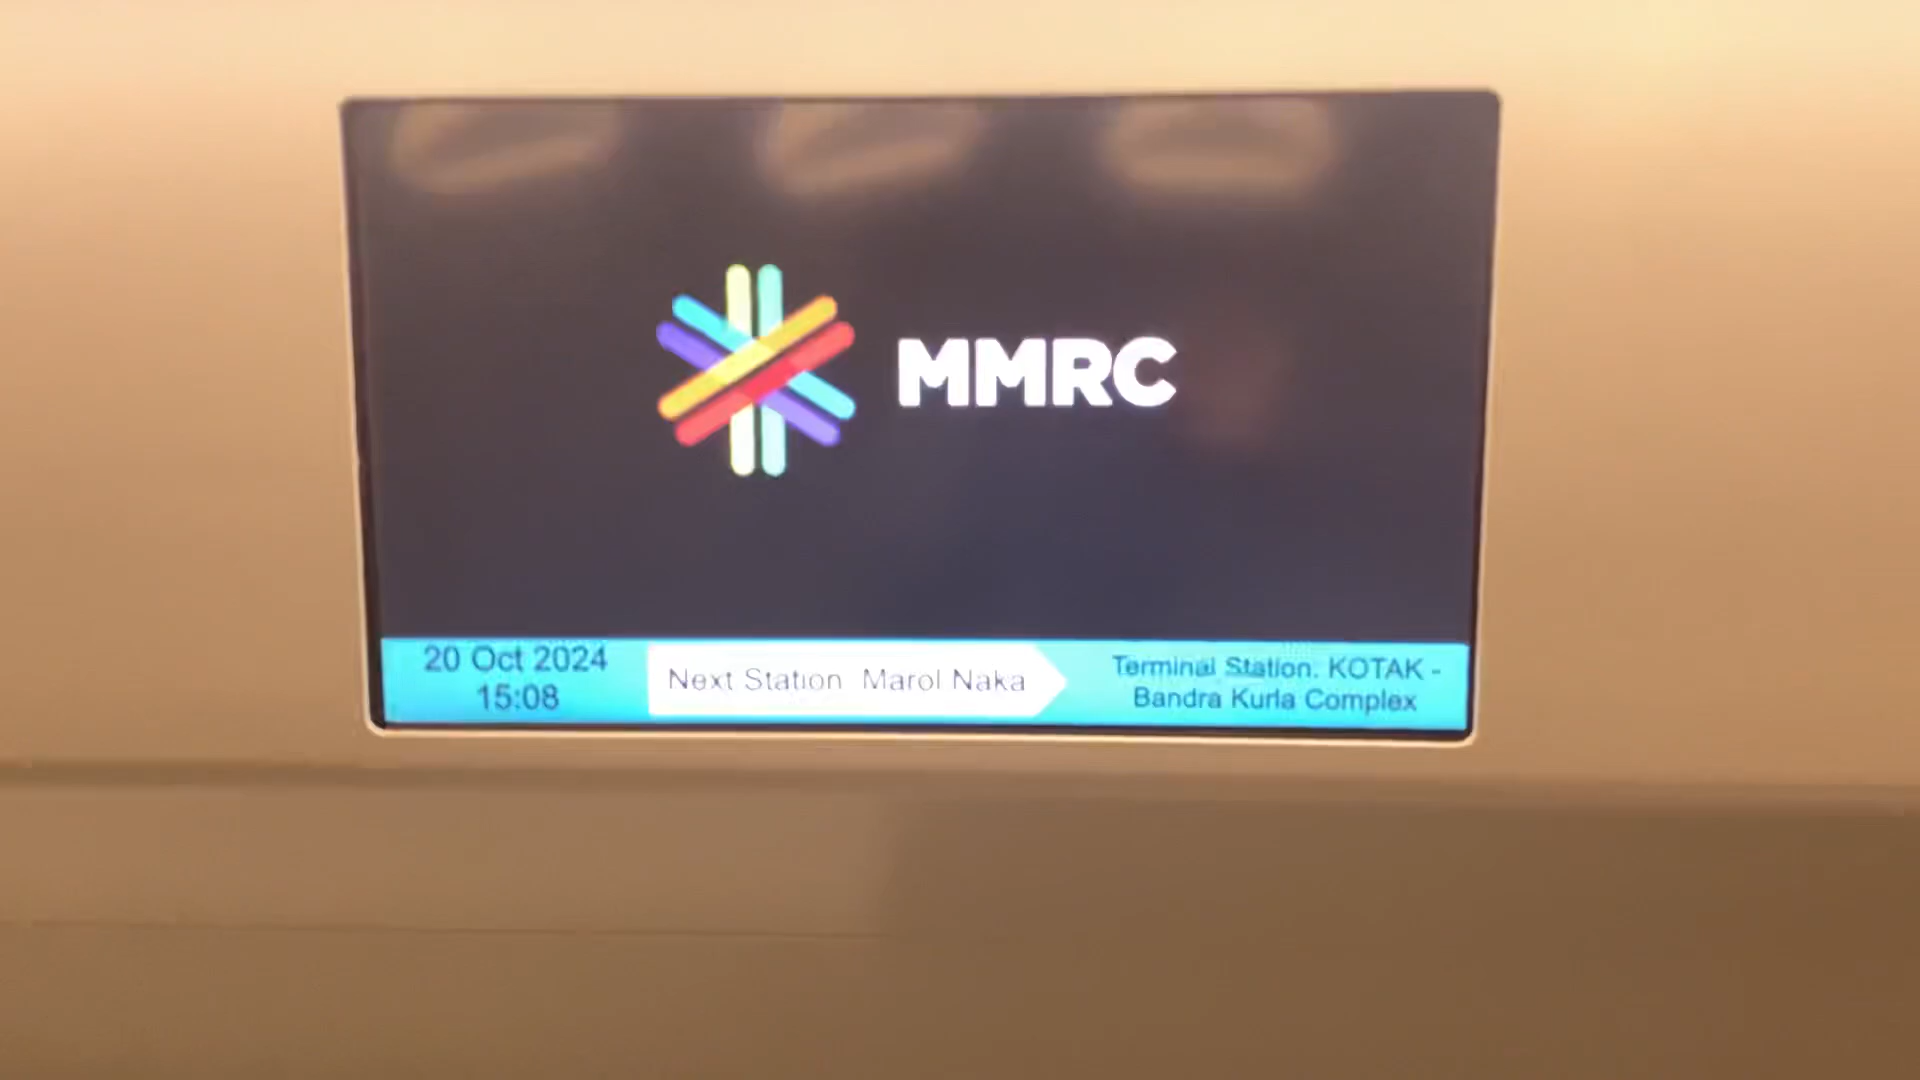 MMRC
20 Oct 2024
15:08
Next Station Marol Naka
Terminal Station. KOTAK -
Bandra Kurla Complex